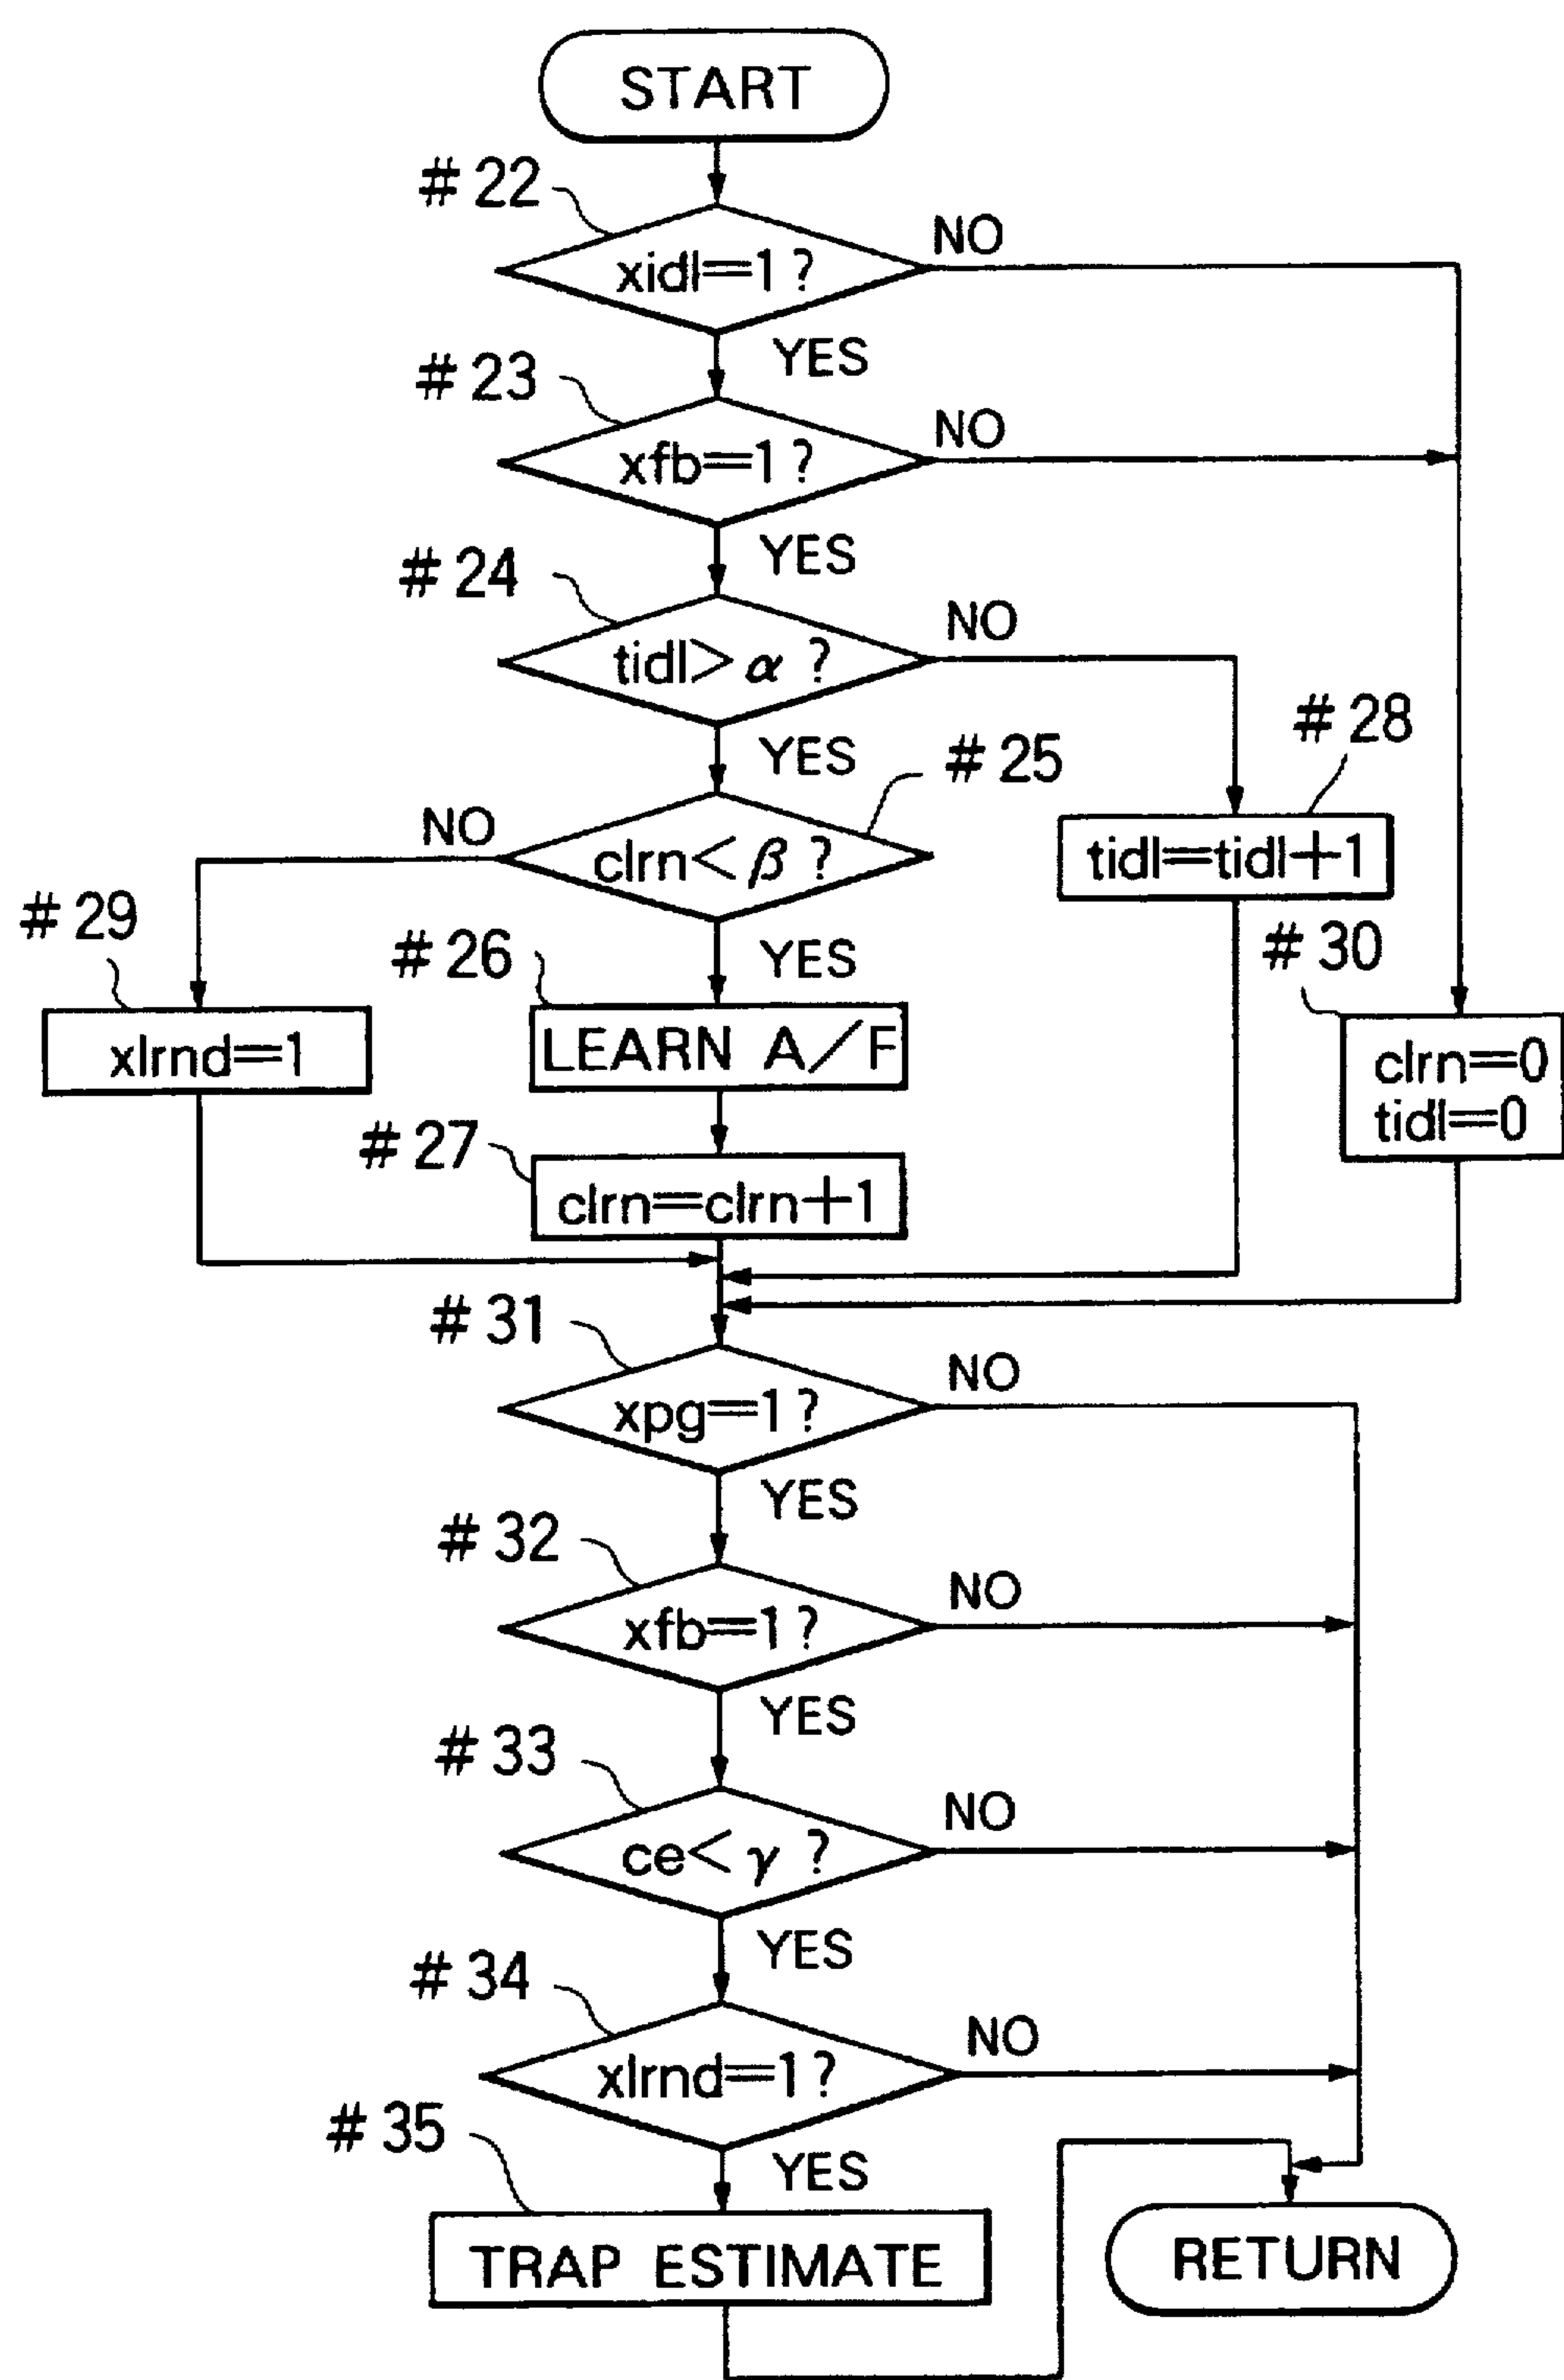 START
# 22
xidl=1 ?
NO
YES
# 23
xfb=1 ?
NO
YES
# 24
tidl> α ?
NO
YES
# 25
clrn< β ?
NO
YES
# 28
tidl=tidl+1
# 29
xlrnd=1
# 26
LEARN A/F
# 30
clrn=0
tidl=0
# 27
clrn=clrn+1
# 31
xpg=1 ?
NO
YES
# 32
xfb=1 ?
NO
YES
# 33
ce< γ ?
NO
YES
# 34
xlrnd=1 ?
NO
YES
# 35
TRAP ESTIMATE
RETURN